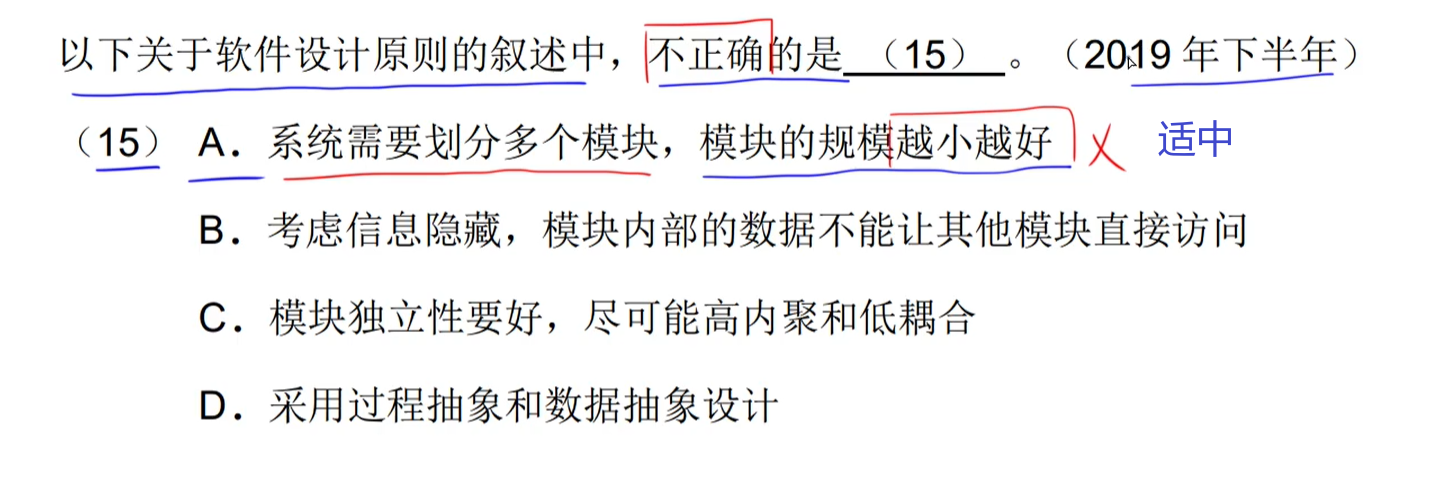 以下关于软件设计原则的叙述中，不正确的是 （15） 。（2019 年下半年）
（15） A．系统需要划分多个模块，模块的规模越小越好 适中
B．考虑信息隐藏，模块内部的数据不能让其他模块直接访问
C．模块独立性要好，尽可能高内聚和低耦合
D．采用过程抽象和数据抽象设计